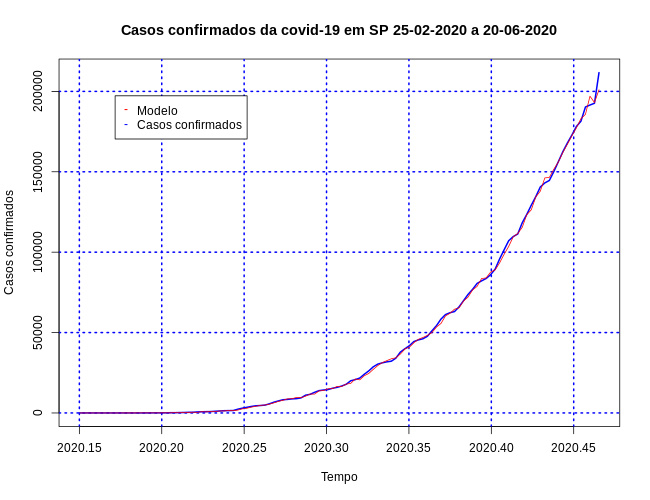 Casos confirmados da covid-19 em SP 25-02-2020 a 20-06-2020
Casos confirmados
200000
150000
100000
50000
0
Modelo
Casos confirmados
2020.15 2020.20 2020.25 2020.30 2020.35 2020.40 2020.45
Tempo